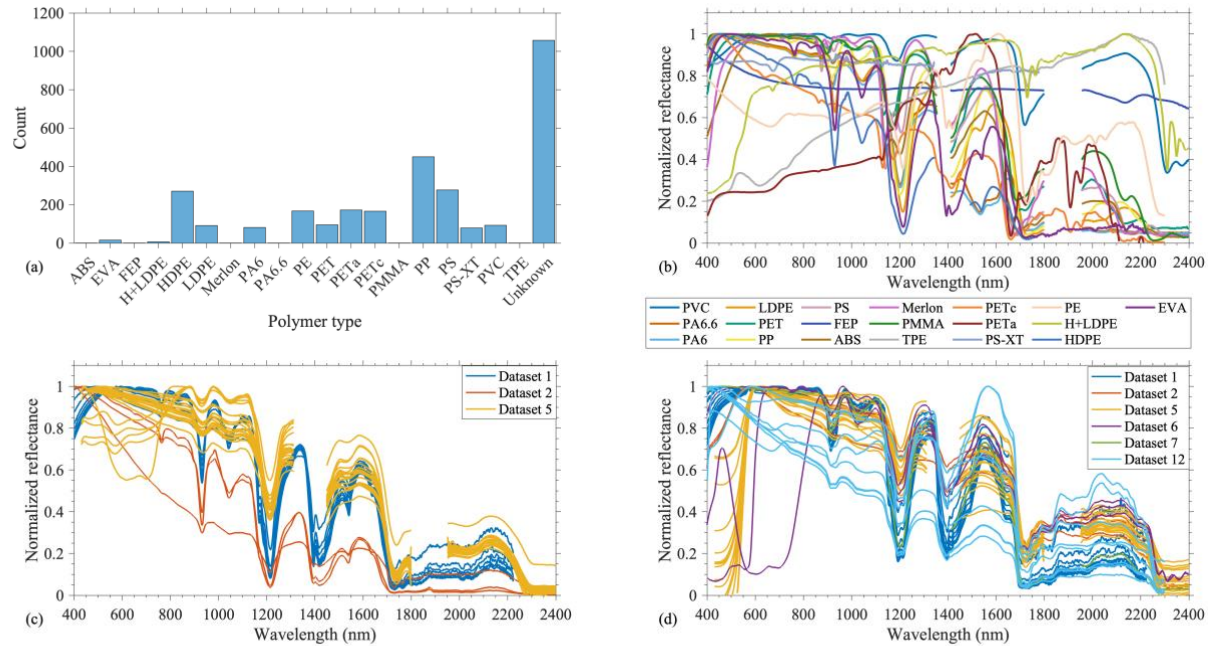 1200
1000
800
600
400
200
0
Count
(a)
ABS
EVA
FEP
H+LDPE
HDPE
LDPE
Merlon
PA6
PA6.6
PE
PET
PETa
PETc
PMMA
PP
PS
PS-XT
PVC
TPE
Unknown
Polymer type
1
0.8
0.6
0.4
0.2
0
Normalized reflectance
(b)
400 600 800 1000 1200 1400 1600 1800 2000 2200 2400
Wavelength (nm)
PVC LDPE PS Merlon PETc PE EVA
PA6.6 PET FEP PMMA PETa H+LDPE
PA6 PP ABS TPE PS-XT HDPE
1
0.8
0.6
0.4
0.2
0
Normalized reflectance
Dataset 1
Dataset 2
Dataset 5
(c)
400 600 800 1000 1200 1400 1600 1800 2000 2200 2400
Wavelength (nm)
1
0.8
0.6
0.4
0.2
0
Normalized reflectance
Dataset 1
Dataset 2
Dataset 5
Dataset 6
Dataset 7
Dataset 12
(d)
400 600 800 1000 1200 1400 1600 1800 2000 2200 2400
Wavelength (nm)